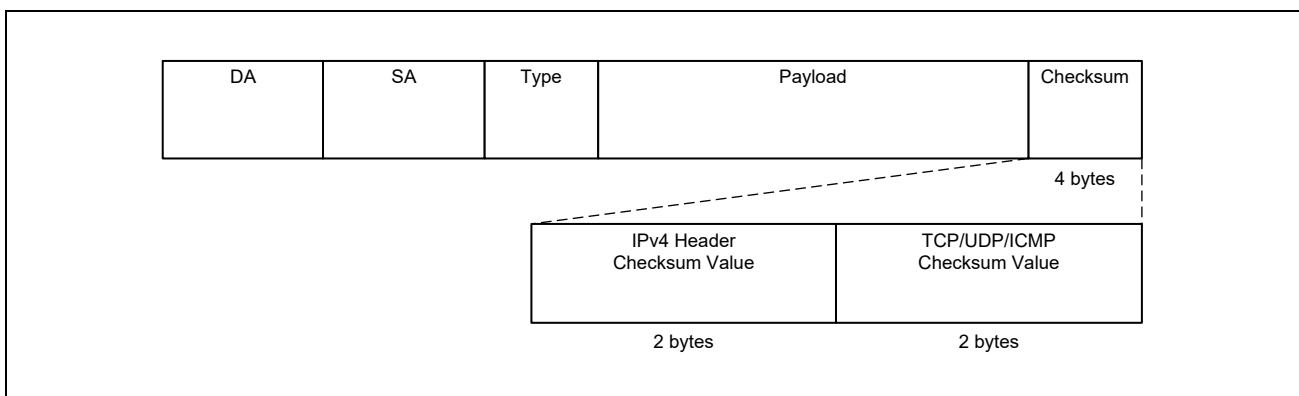 DA SA Type Payload Checksum
4 bytes
IPv4 Header TCP/UDP/ICMP
Checksum Value Checksum Value
2 bytes 2 bytes